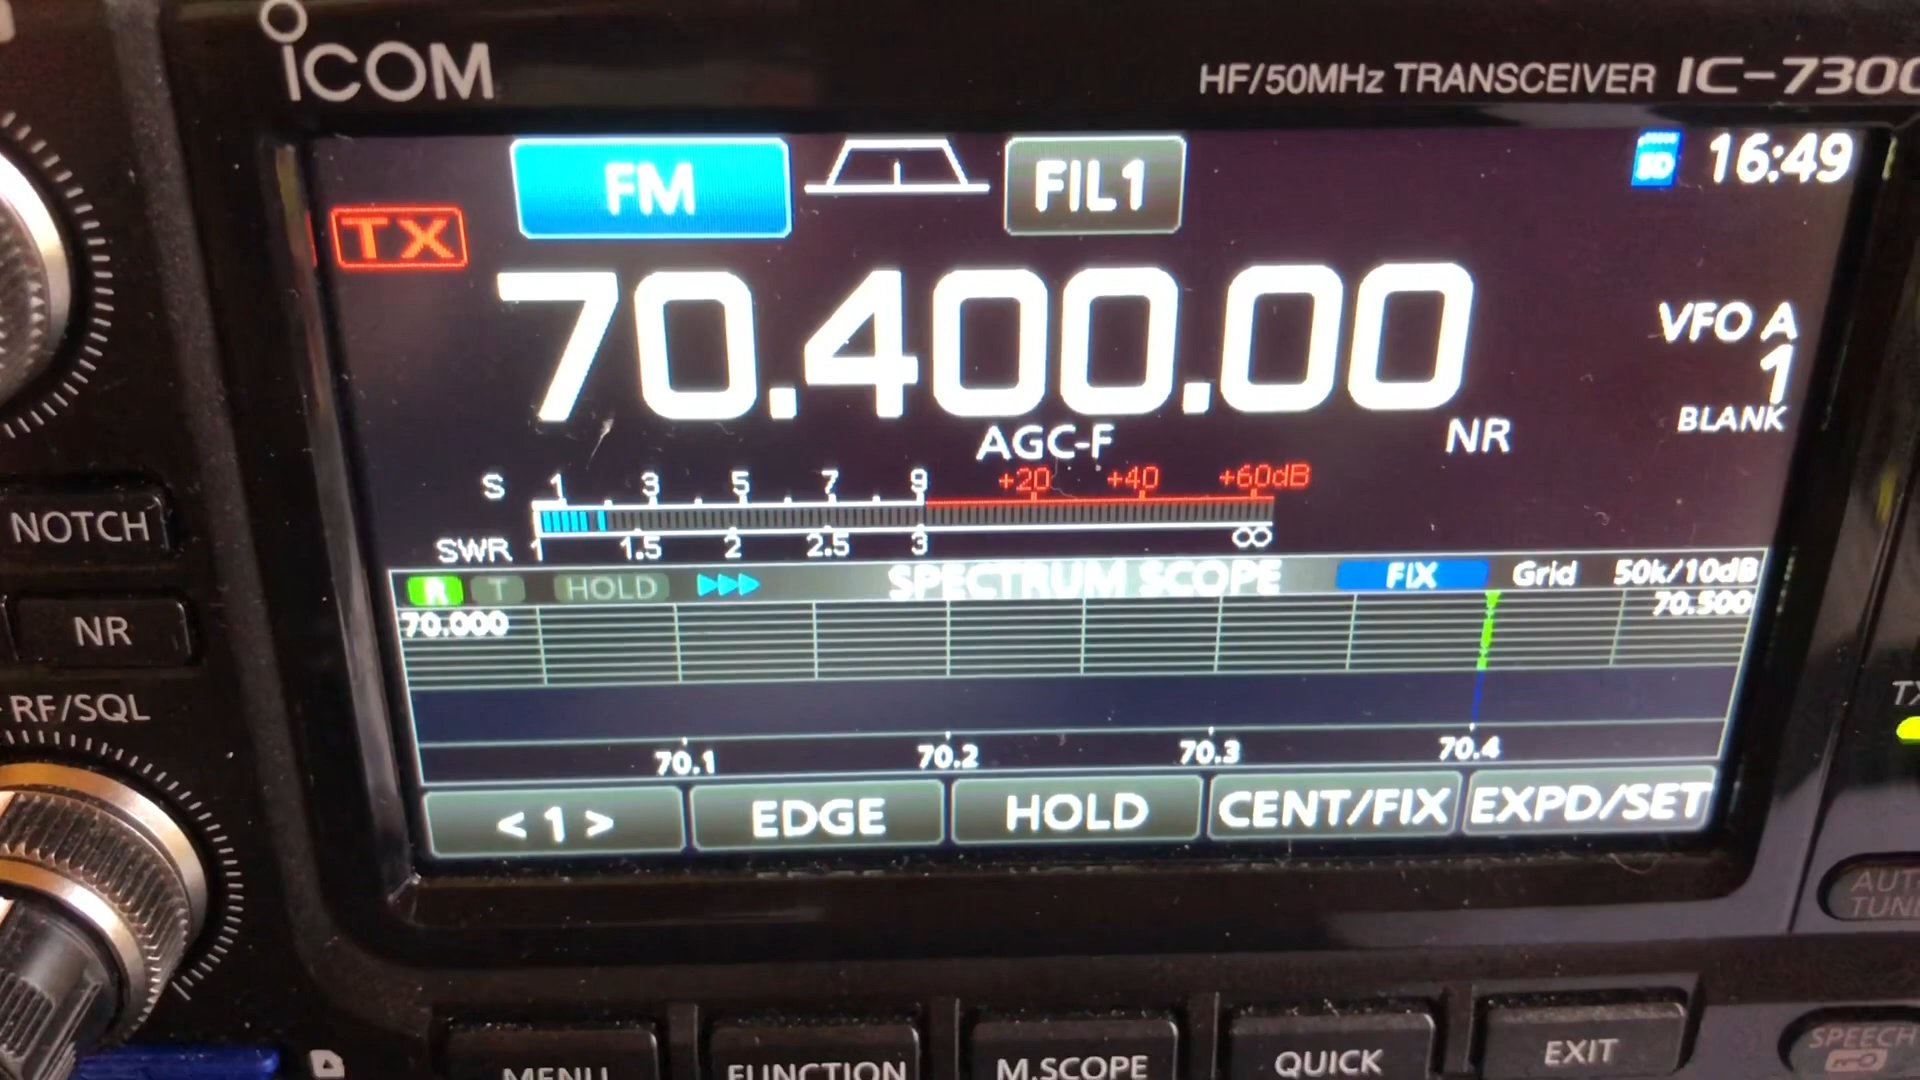 ICOM
HF/50MHz TRANSCEIVER IC-7300
FM FIL1 SD 16:49
TX
70.400.00
VFO A
1
BLANK
AGC-F NR
S 1 3 5 7 9 +20 +40 +60dB
SWR 1 1.5 2 2.5 3 ∞
R T HOLD SPECTRUM SCOPE FIX Grid 50k/10dB
70.000 70.500
70.1 70.2 70.3 70.4
< 1 > EDGE HOLD CENT/FIX EXPD/SET
NOTCH
NR
RF/SQL
TX
MENU FUNCTION M.SCOPE QUICK EXIT
SPEECH